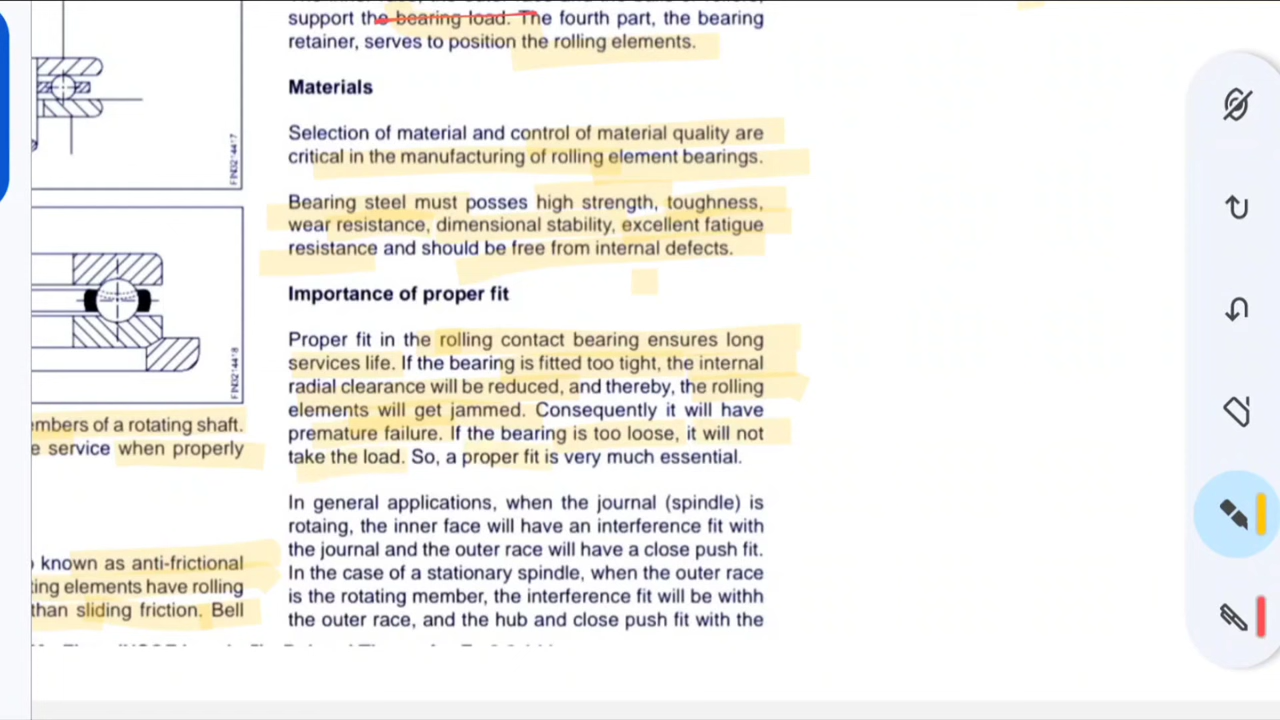 FIN3214417
FIN3214418
mbers of a rotating shaft.
e service when properly
known as anti-frictional
ting elements have rolling
than sliding friction. Bell
support the bearing load. The fourth part, the bearing
retainer, serves to position the rolling elements.
Materials
Selection of material and control of material quality are
critical in the manufacturing of rolling element bearings.
Bearing steel must posses high strength, toughness,
wear resistance, dimensional stability, excellent fatigue
resistance and should be free from internal defects.
Importance of proper fit
Proper fit in the rolling contact bearing ensures long
services life. If the bearing is fitted too tight, the internal
radial clearance will be reduced, and thereby, the rolling
elements will get jammed. Consequently it will have
premature failure. If the bearing is too loose, it will not
take the load. So, a proper fit is very much essential.
In general applications, when the journal (spindle) is
rotaing, the inner face will have an interference fit with
the journal and the outer race will have a close push fit.
In the case of a stationary spindle, when the outer race
is the rotating member, the interference fit will be withh
the outer race, and the hub and close push fit with the